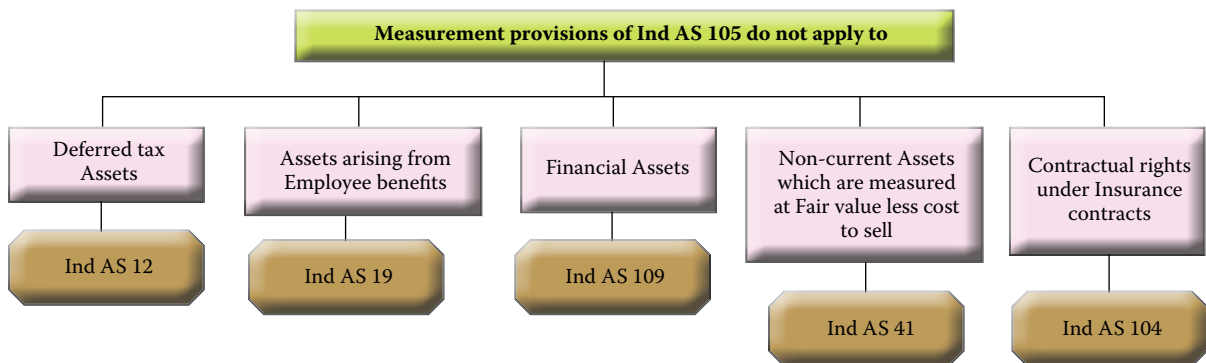 Measurement provisions of Ind AS 105 do not apply to
Deferred tax
Assets
Ind AS 12
Assets arising from
Employee benefits
Ind AS 19
Financial Assets
Ind AS 109
Non-current Assets
which are measured
at Fair value less cost
to sell
Ind AS 41
Contractual rights
under Insurance
contracts
Ind AS 104